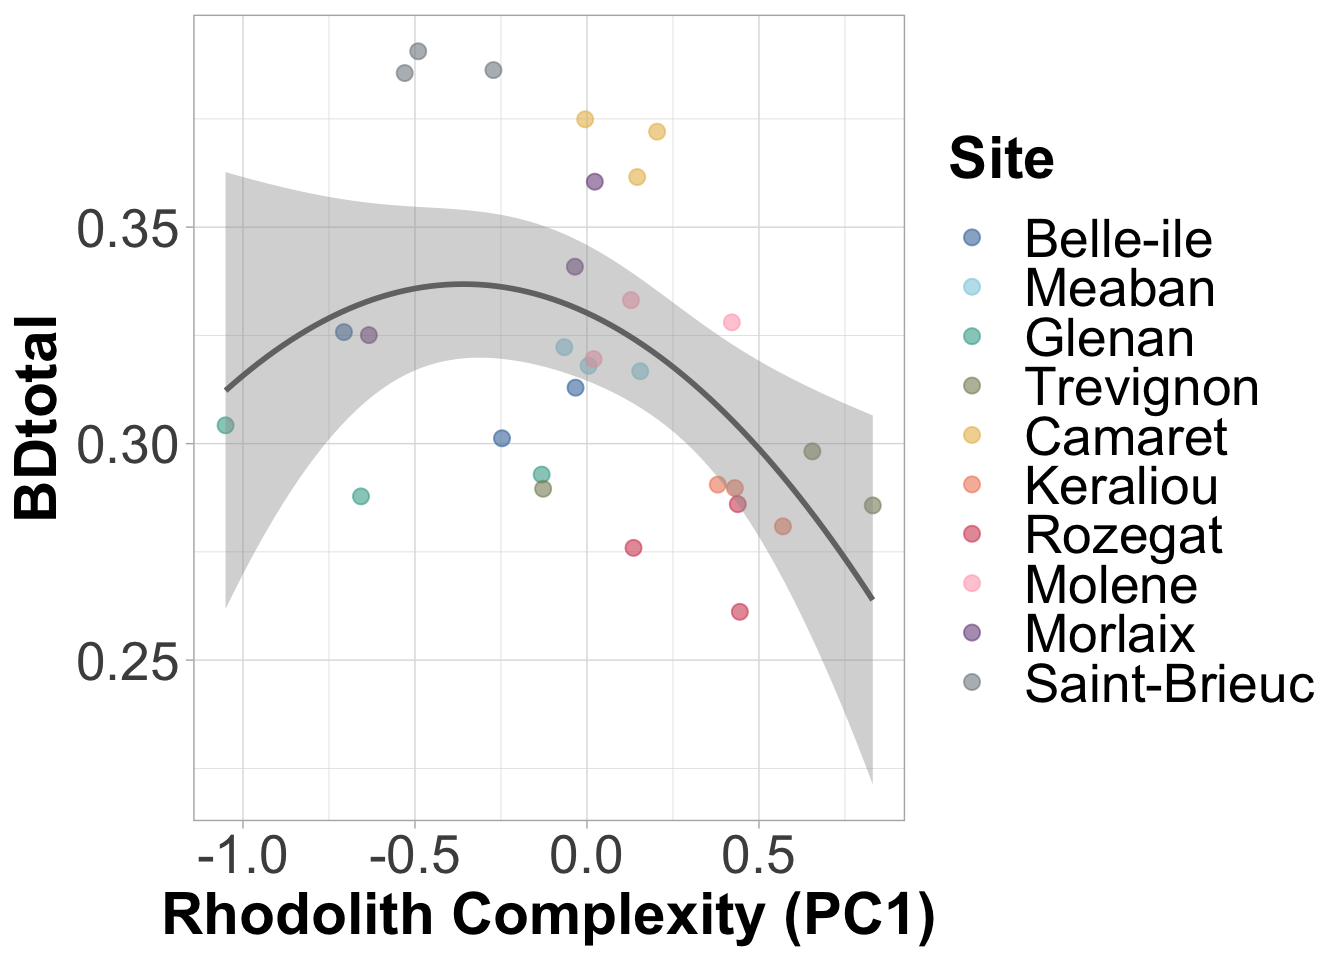 BDtotal
0.35
0.30
0.25
-1.0 -0.5 0.0 0.5
Rhodolith Complexity (PC1)
Site
Belle-ile
Meaban
Glenan
Trevignon
Camaret
Keraliou
Rozegat
Molene
Morlaix
Saint-Brieuc